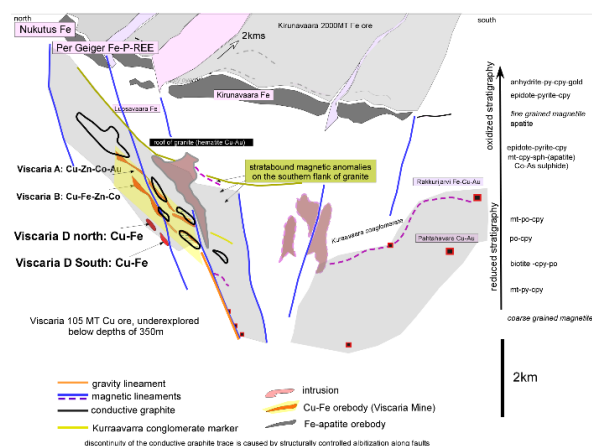 north
south
Nukutus Fe
Kirunavaara 2000MT Fe ore
Per Geiger Fe-P-REE
2kms
Luossavaara Fe
Kirunavaara Fe
roof of granite (hematite Cu-Au)
stratabound magnetic anomalies
on the southern flank of granite
Viscaria A: Cu-Zn-Co-Au
Viscaria B: Cu-Fe-Zn-Co
Viscaria D north: Cu-Fe
Viscaria D South: Cu-Fe
Rakkurijarvi Fe-Cu-Au
Kuraavaara conglomerate
Pahtahavare Cu-Au
Viscaria 105 MT Cu ore, underexplored
below depths of 350m
oxidized stratigraphy
reduced stratigraphy
anhydrite-py-cpy-gold
epidote-pyrite-cpy
fine grained magnetite
apatite
epidote-pyrite-cpy
mt-cpy-sph-(apatite)
Co-As sulphide)
mt-po-cpy
po-cpy
biotite -cpy-po
mt-py-cpy
coarse grained magnetite
2km
gravity lineament
magnetic lineaments
conductive graphite
Kurraavarra conglomerate marker
intrusion
Cu-Fe orebody (Viscaria Mine)
Fe-apatite orebody
discontinuity of the conductive graphite trace is caused by structurally controlled albitization along faults